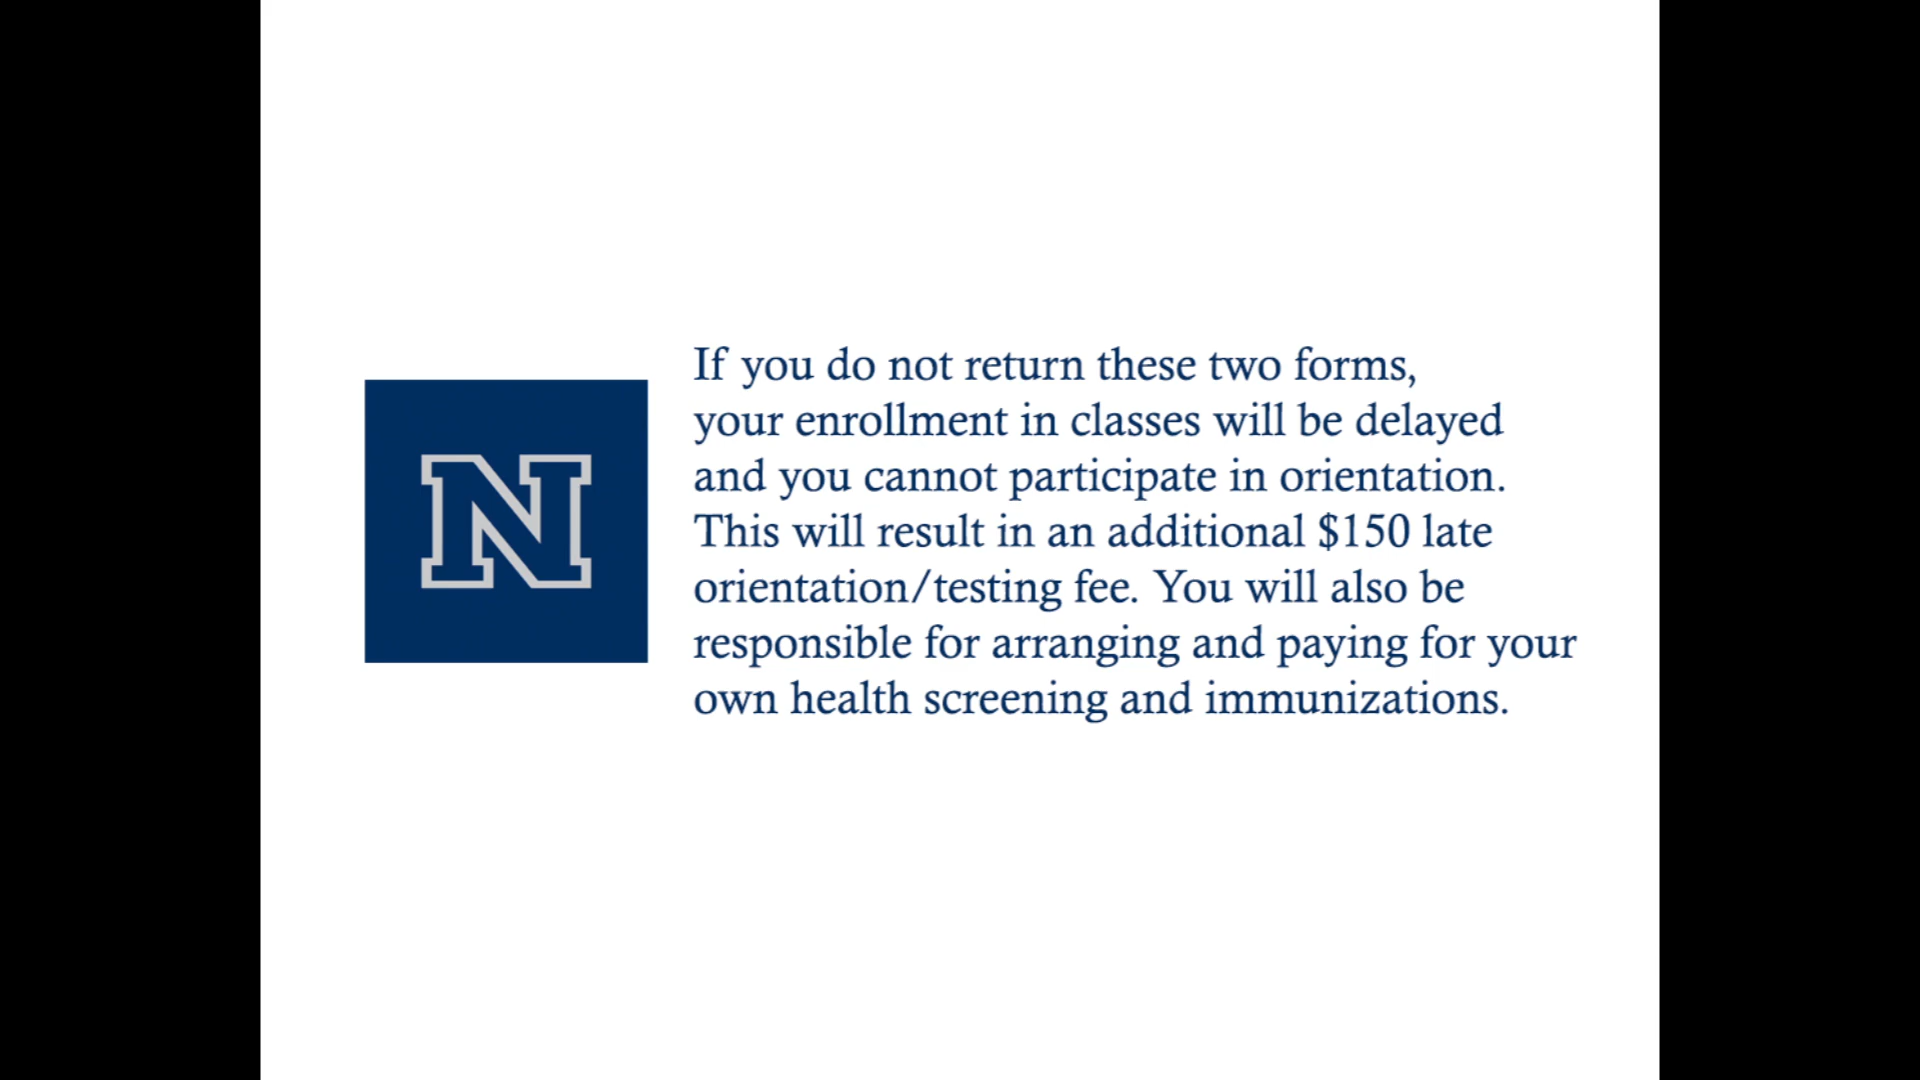 N
If you do not return these two forms,
your enrollment in classes will be delayed
and you cannot participate in orientation.
This will result in an additional $150 late
orientation/testing fee. You will also be
responsible for arranging and paying for your
own health screening and immunizations.